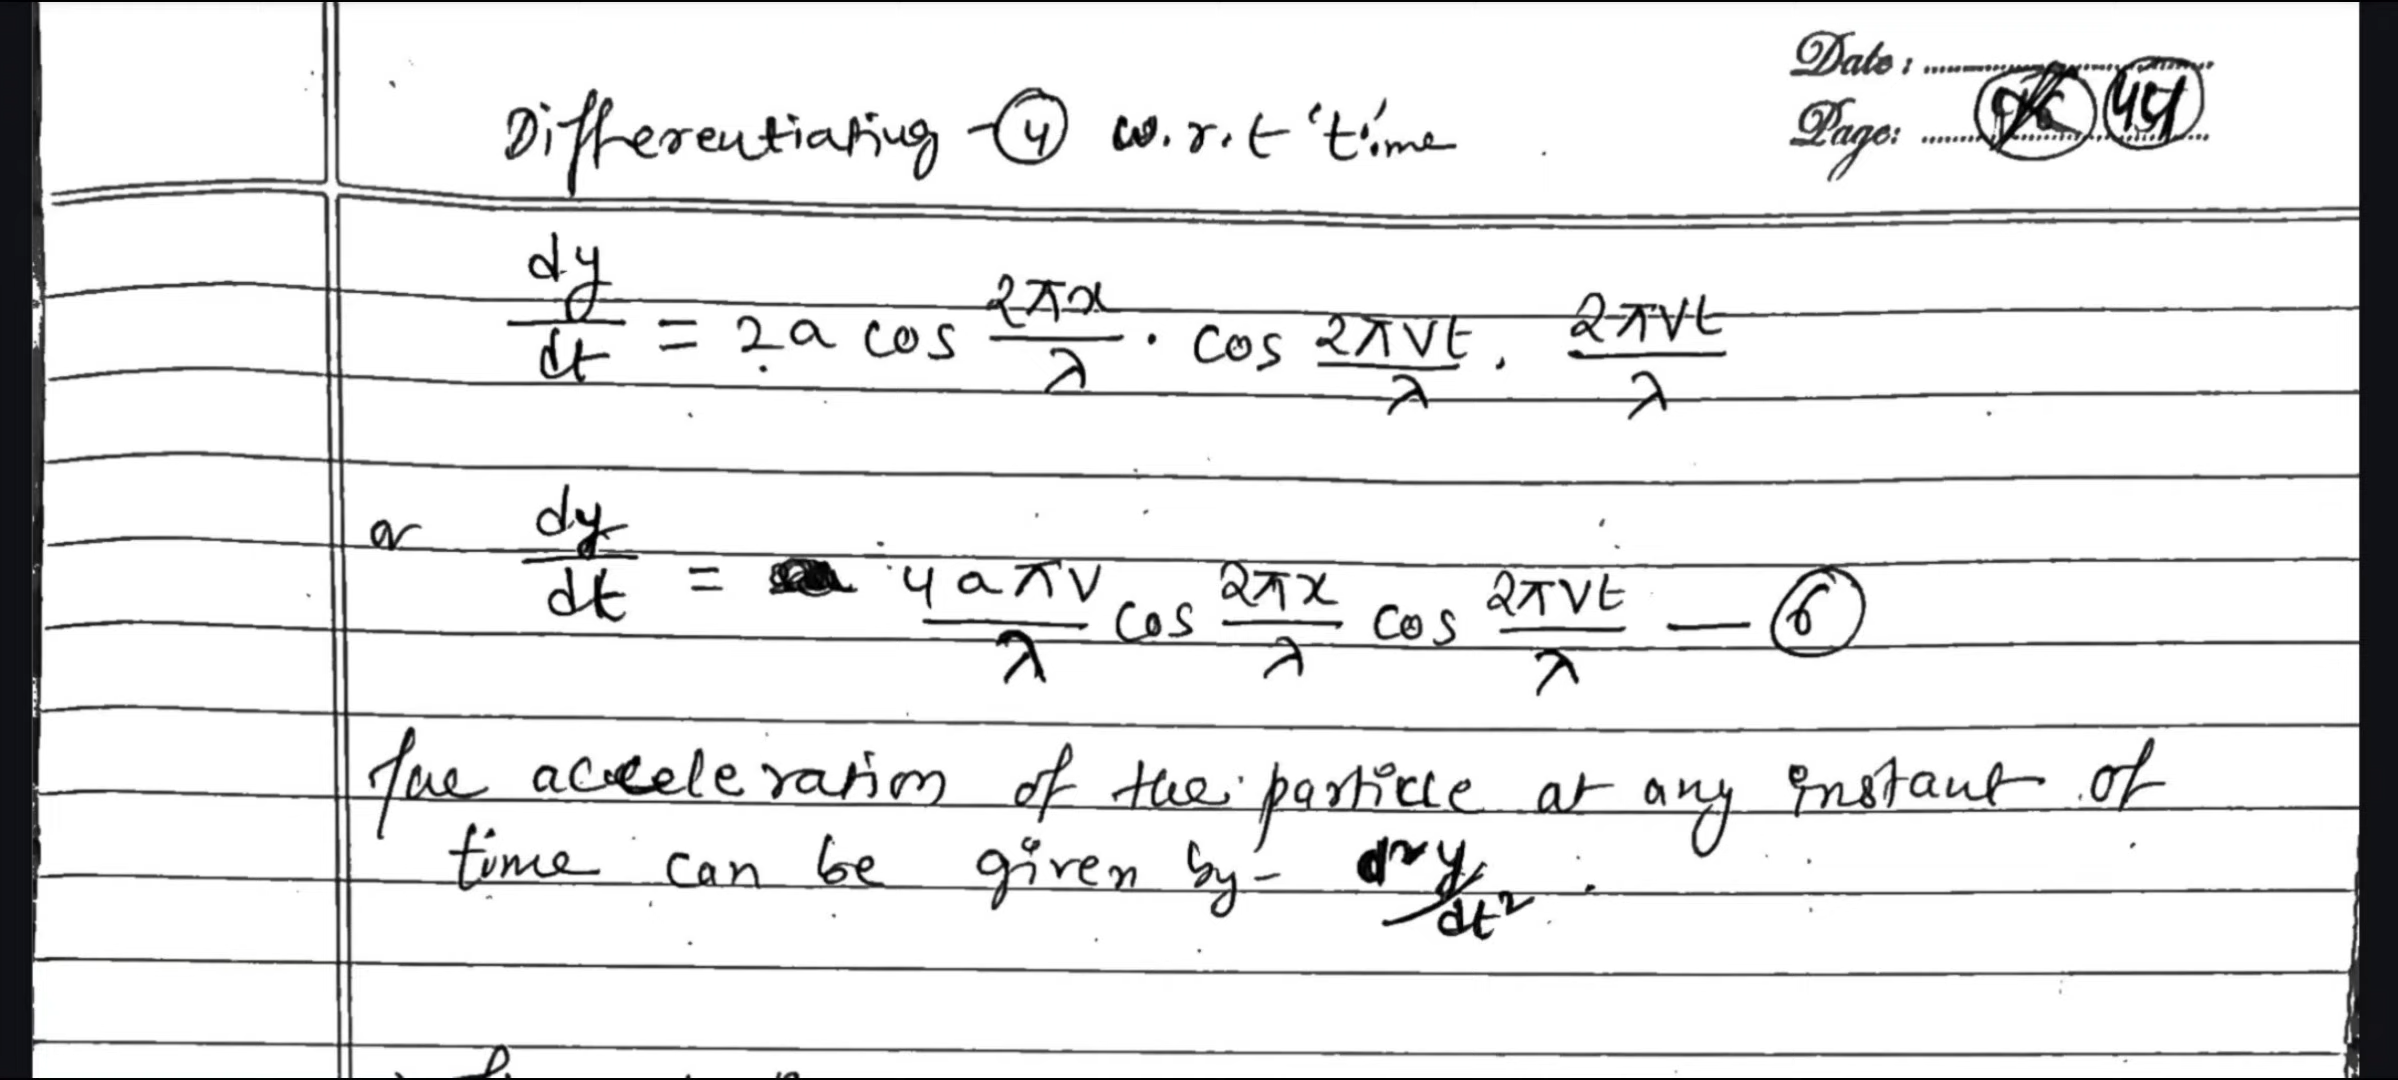 Date:
Page: 44
Differentiating -④ w.r.t 'time
dy/dt = 2a cos 2πx/λ . cos 2πvt/λ . 2πvt/λ
or dy/dt = 4aπv/λ cos 2πx/λ cos 2πvt/λ — ⑥
The acceleration of the particle at any instant of
time can be given by- d²y/dt² .